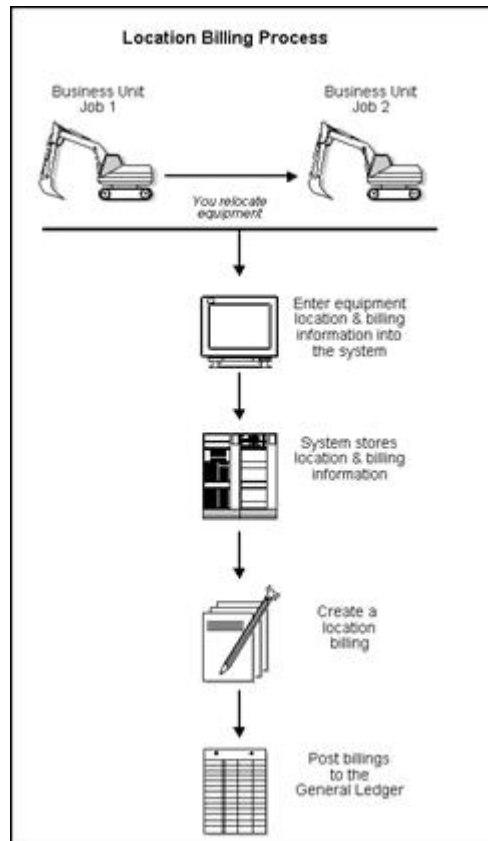 Location Billing Process
Business Unit
Job 1
Business Unit
Job 2
You relocate
equipment
Enter equipment
location & billing
information into
the system
System stores
location & billing
information
Create a
location
billing
Post billings
to the
General Ledger